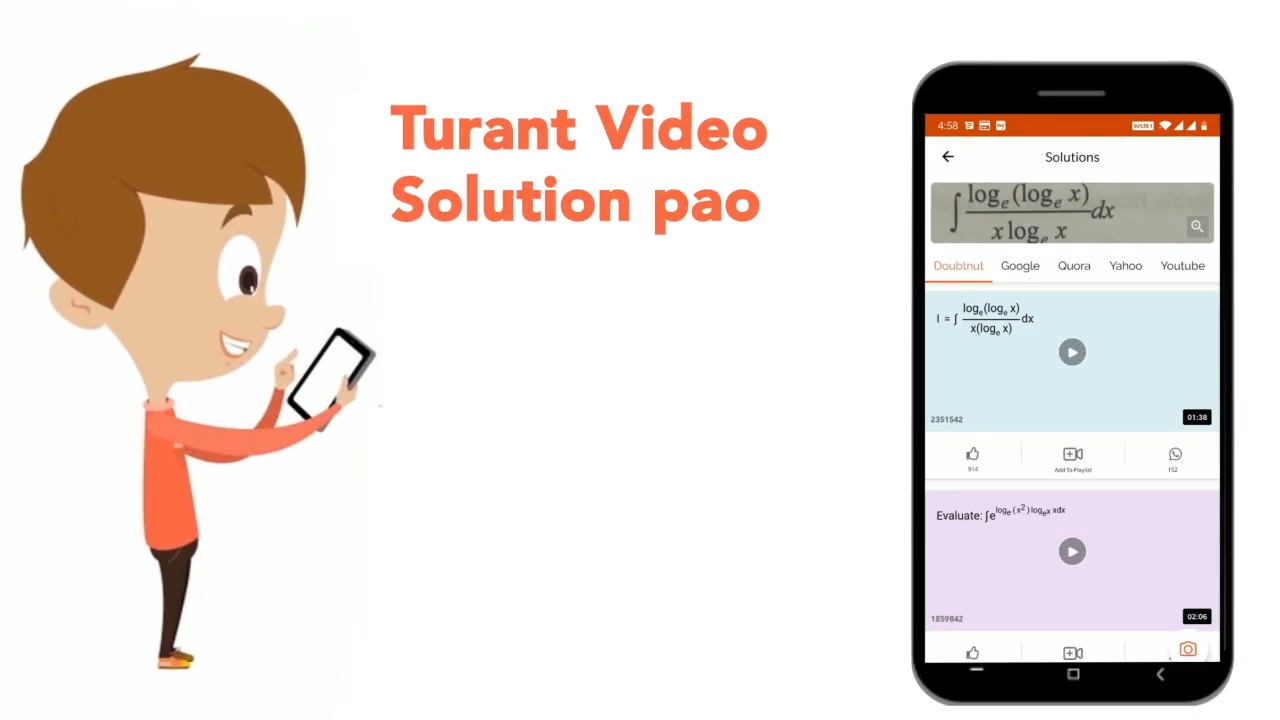 Turant Video
Solution pao
4:58
VoLTE1
Solutions
∫ logₑ(logₑ x) / x logₑ x dx
Doubtnut Google Quora Yahoo Youtube
I = ∫ logₑ(logₑ x) / x(logₑ x) dx
2351542 01:38
914 Add To Playlist 152
Evaluate: ∫e^logₑ(x²)logₑx xdx
1859842 02:06